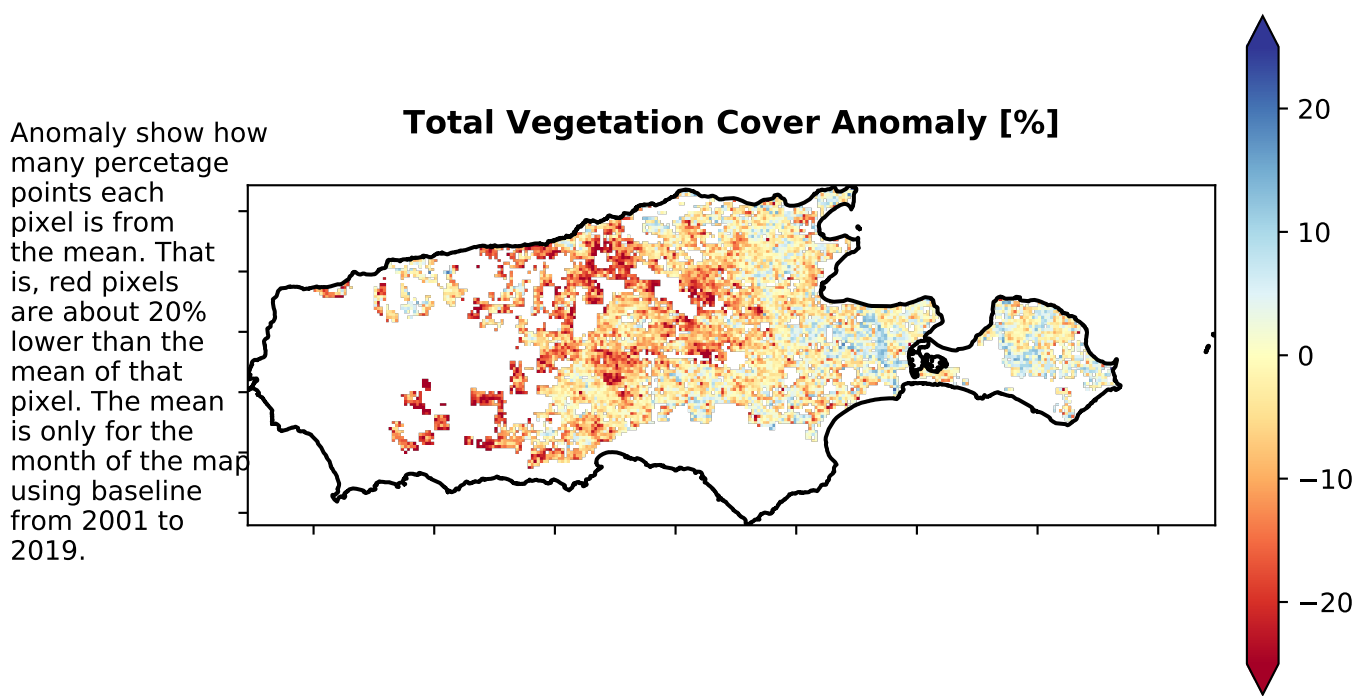 Total Vegetation Cover Anomaly [%]
Anomaly show how
many percetage
points each
pixel is from
the mean. That
is, red pixels
are about 20%
lower than the
mean of that
pixel. The mean
is only for the
month of the map
using baseline
from 2001 to
2019.
20
10
0
−10
−20